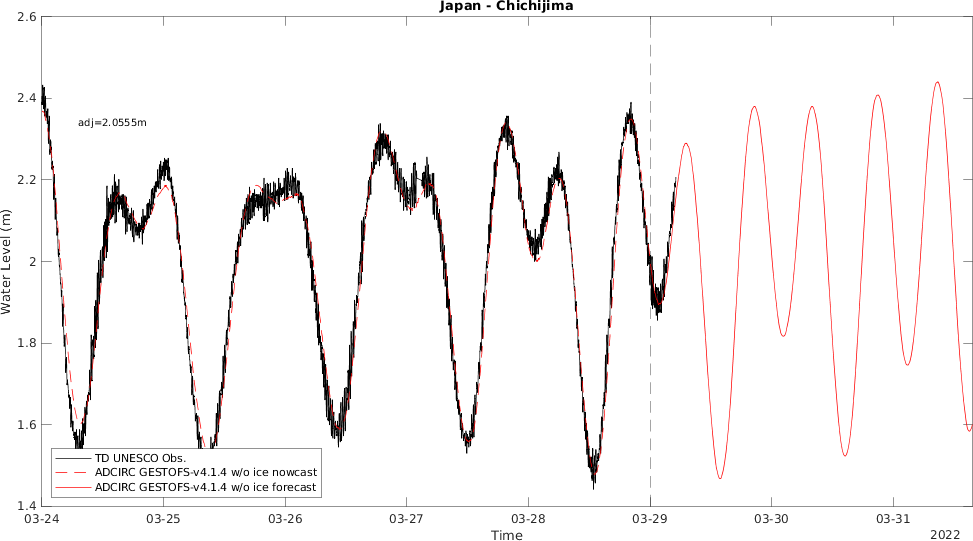 Japan - Chichijima
2.6
2.4
2.2
2
1.8
1.6
1.4
Water Level (m)
adj=2.0555m
TD UNESCO Obs.
ADCIRC GESTOFS-v4.1.4 w/o ice nowcast
ADCIRC GESTOFS-v4.1.4 w/o ice forecast
03-24 03-25 03-26 03-27 03-28 03-29 03-30 03-31
Time
2022